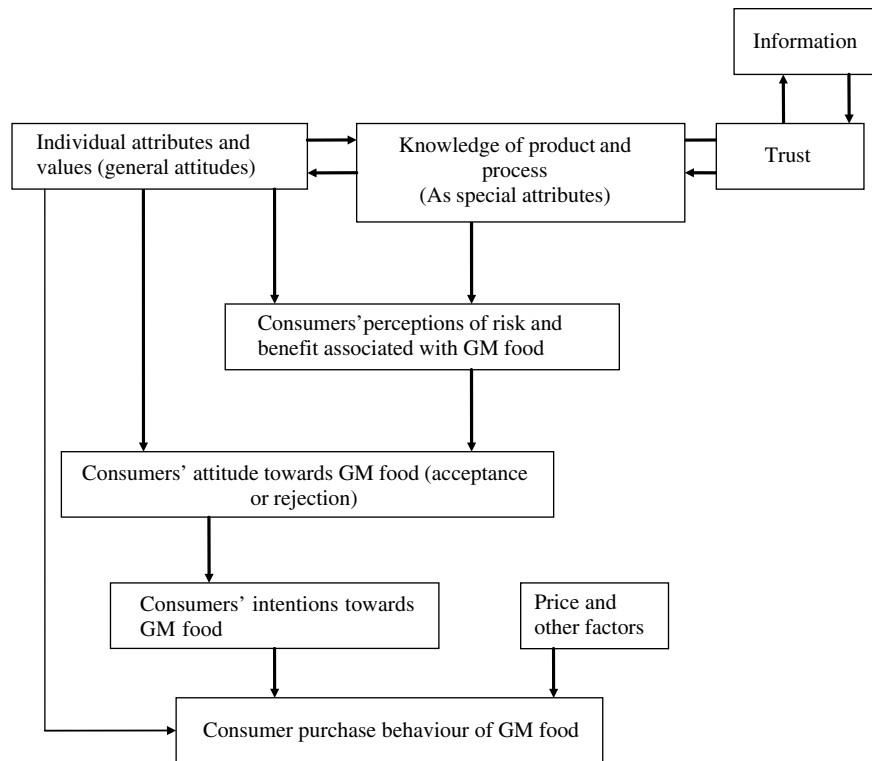 Information
Individual attributes and
values (general attitudes)
Knowledge of product and
process
(As special attributes)
Trust
Consumers’ perceptions of risk and
benefit associated with GM food
Consumers’ attitude towards GM food (acceptance
or rejection)
Consumers’ intentions towards
GM food
Price and
other factors
Consumer purchase behaviour of GM food